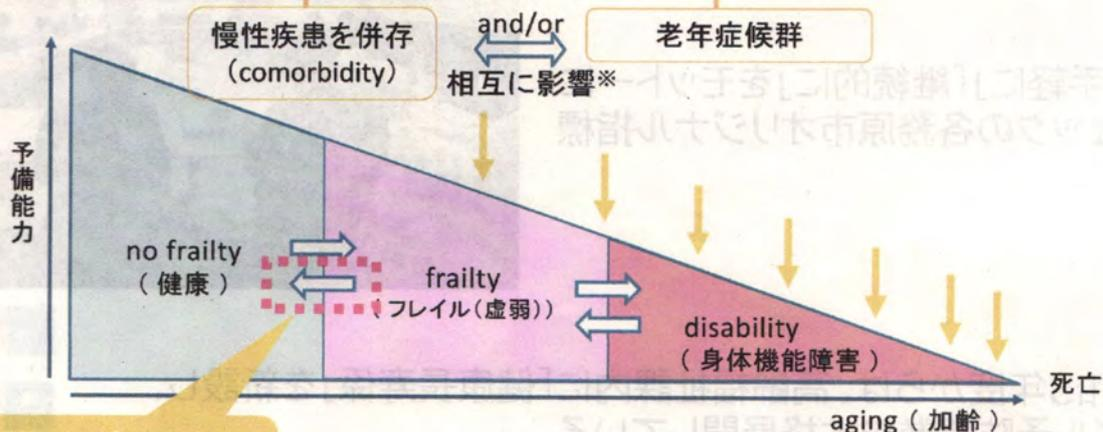 慢性疾患を併存
(comorbidity)
and/or
相互に影響※
老年症候群
予備能力
no frailty
(健康)
frailty
(フレイル(虚弱))
disability
(身体機能障害)
死亡
aging(加齢)